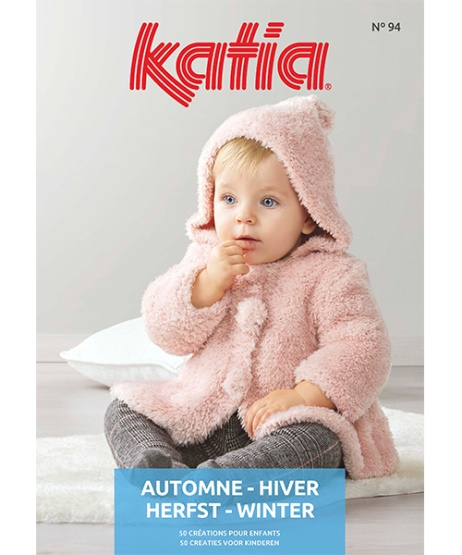 Nº 94
katia®
AUTOMNE - HIVER
HERFST - WINTER
50 CRÉATIONS POUR ENFANTS
50 CREATIES VOOR KINDEREN